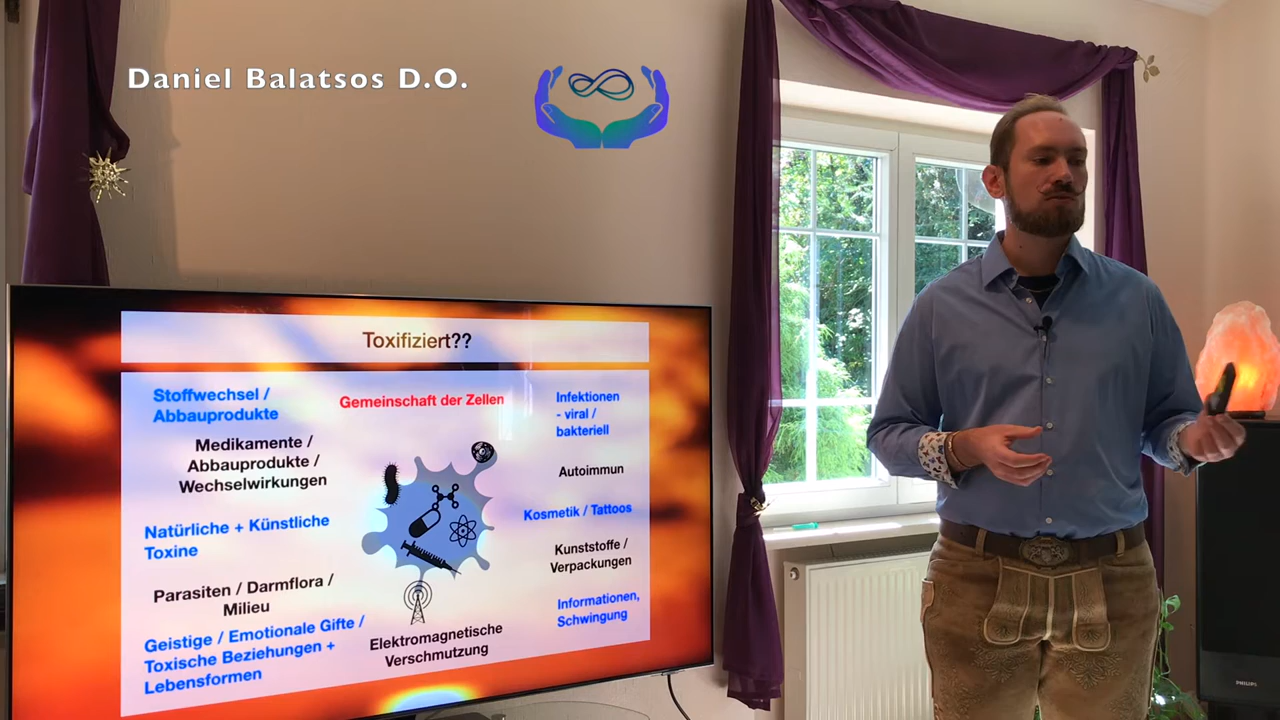 Daniel Balatsos D.O.
Toxifiziert??
Stoffwechsel /
Abbauprodukte
Medikamente /
Abbauprodukte /
Wechselwirkungen
Natürliche + Künstliche
Toxine
Parasiten / Darmflora /
Milieu
Geistige / Emotionale Gifte /
Toxische Beziehungen +
Lebensformen
Gemeinschaft der Zellen
Elektromagnetische
Verschmutzung
Infektionen
- viral /
bakteriell
Autoimmun
Kosmetik / Tattoos
Kunststoffe /
Verpackungen
Informationen,
Schwingung
PHILIPS